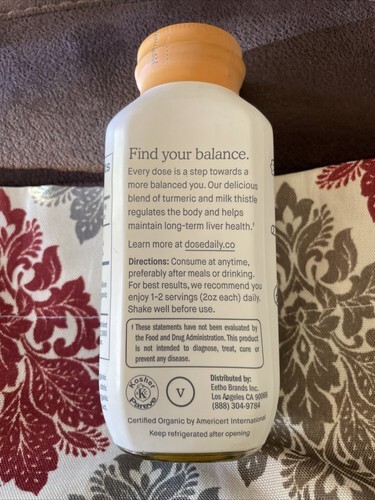 Find your balance.
Every dose is a step towards a
more balanced you. Our delicious
blend of turmeric and milk thistle
regulates the body and helps
maintain long-term liver health.†
Learn more at dosedaily.co
Directions: Consume at anytime,
preferably after meals or drinking.
For best results, we recommend you
enjoy 1-2 servings (2oz each) daily.
Shake well before use.
† These statements have not been evaluated by
the Food and Drug Administration. This product
is not intended to diagnose, treat, cure or
prevent any disease.
Kosher
K
Pareve
V
Distributed by:
Eetho Brands Inc.
Los Angeles CA 90066
(888) 304-9784
Certified Organic by Americert International
Keep refrigerated after opening